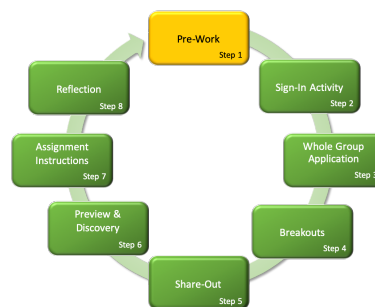 Pre-Work
Step 1
Sign-In Activity
Step 2
Whole Group
Application
Step 3
Breakouts
Step 4
Share-Out
Step 5
Preview &
Discovery
Step 6
Assignment
Instructions
Step 7
Reflection
Step 8